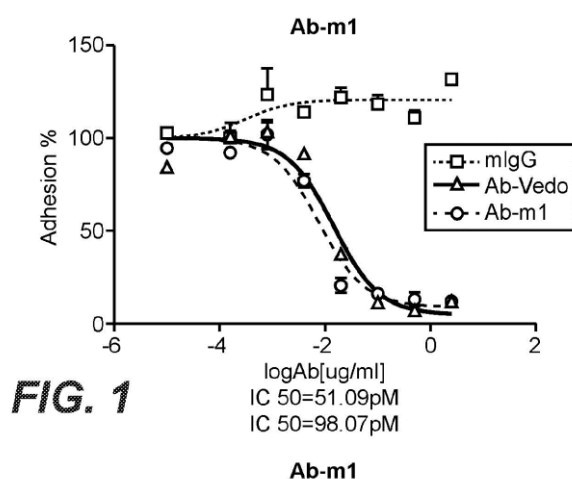 Ab-m1
150
100
50
0
Adhesion %
-6
-4
-2
0
2
mIgG
Ab-Vedo
Ab-m1
logAb[ug/ml]
IC 50=51.09pM
IC 50=98.07pM
FIG. 1
Ab-m1